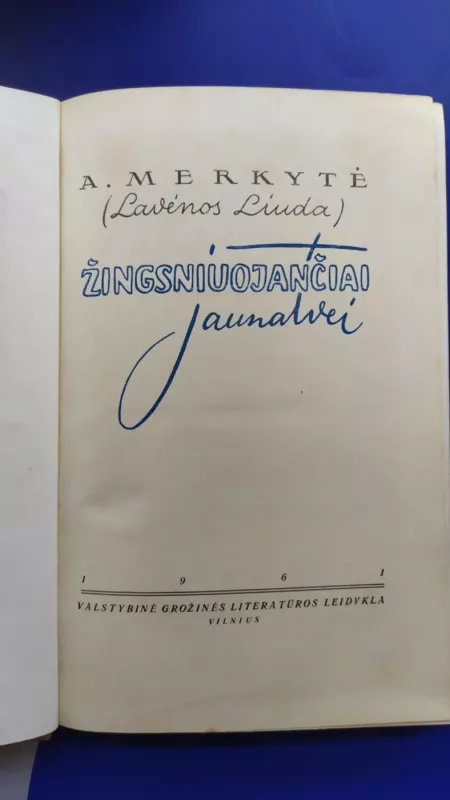 A. MERKYTĖ
(Lavėnos Liuda)
ŽINGSNIUOJANČIAI
jaunatvei
1 9 6 1
VALSTYBINĖ GROŽINĖS LITERATŪROS LEIDYKLA
VILNIUS